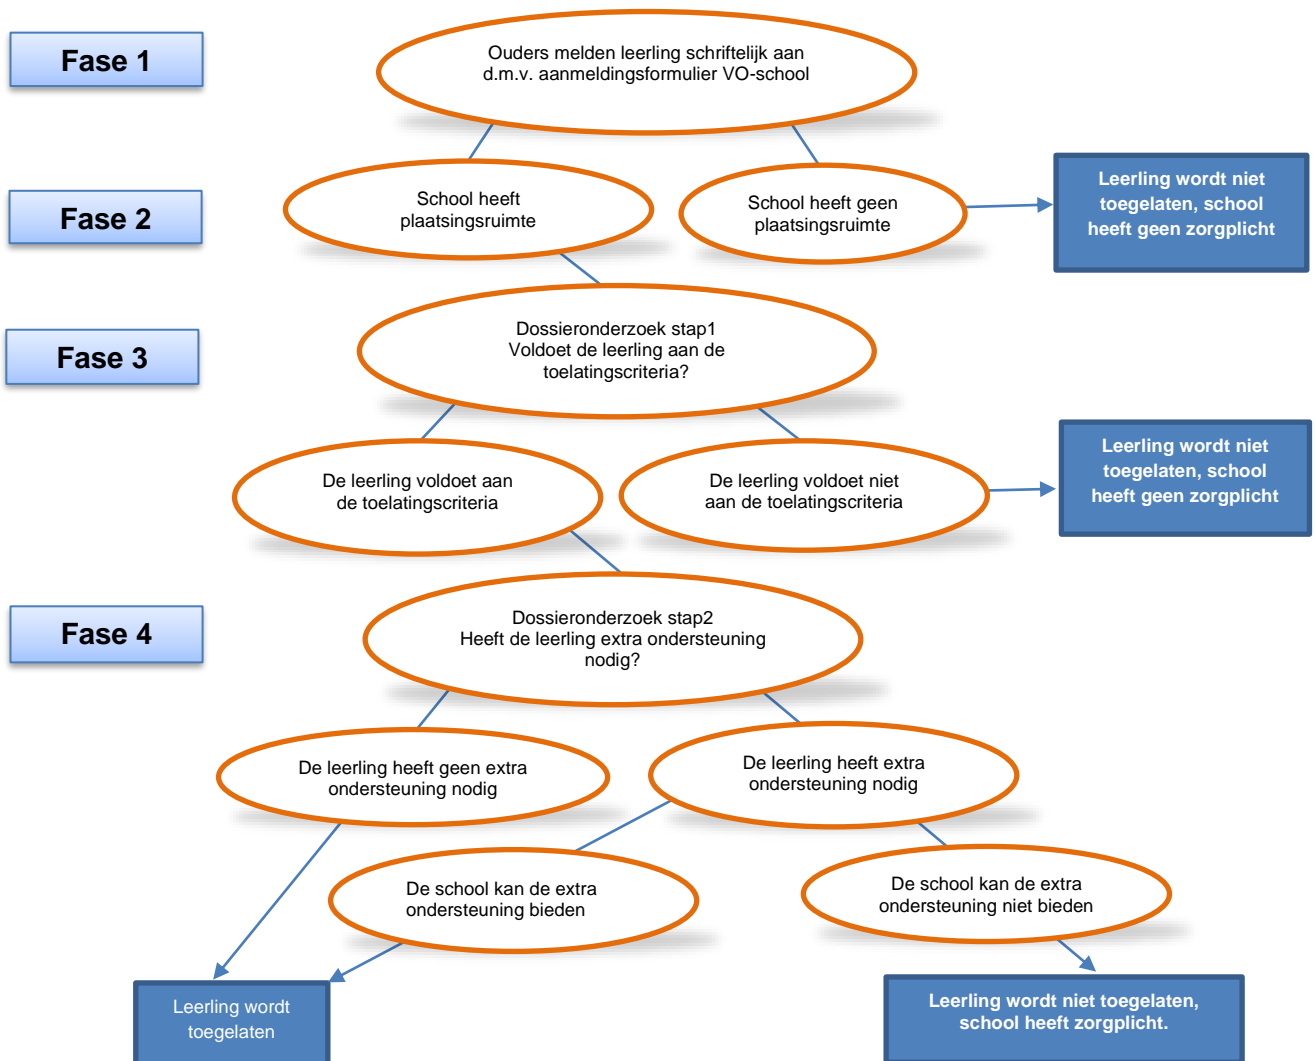 Fase 1
Ouders melden leerling schriftelijk aan
d.m.v. aanmeldingsformulier VO-school
Fase 2
School heeft
plaatsingsruimte
School heeft geen
plaatsingsruimte
Leerling wordt niet
toegelaten, school
heeft geen zorgplicht
Fase 3
Dossieronderzoek stap1
Voldoet de leerling aan de
toelatingscriteria?
De leerling voldoet aan
de toelatingscriteria
De leerling voldoet niet
aan de toelatingscriteria
Leerling wordt niet
toegelaten, school
heeft geen zorgplicht
Fase 4
Dossieronderzoek stap2
Heeft de leerling extra ondersteuning
nodig?
De leerling heeft geen extra
ondersteuning nodig
De leerling heeft extra
ondersteuning nodig
De school kan de extra
ondersteuning bieden
De school kan de extra
ondersteuning niet bieden
Leerling wordt
toegelaten
Leerling wordt niet toegelaten,
school heeft zorgplicht.